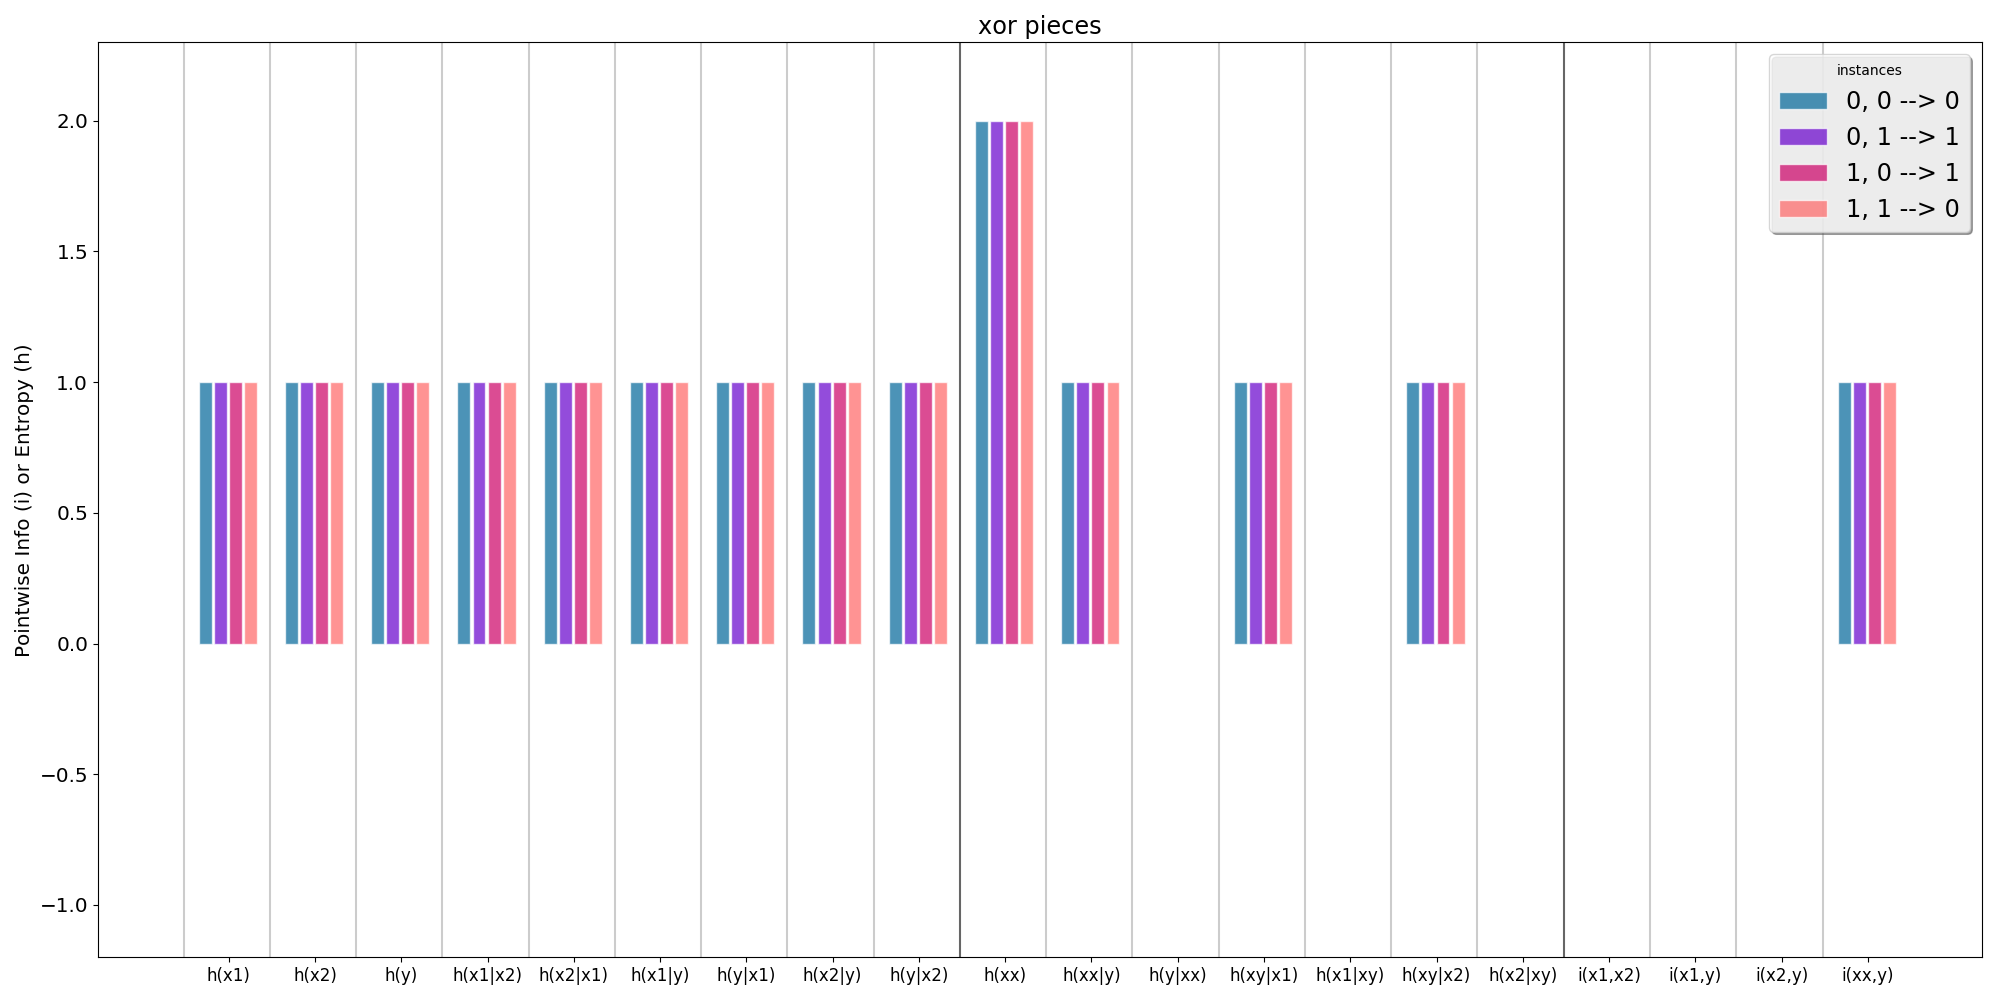 xor pieces
instances
0, 0 --> 0
0, 1 --> 1
1, 0 --> 1
1, 1 --> 0
Pointwise Info (i) or Entropy (h)
2.0
1.5
1.0
0.5
0.0
−0.5
−1.0
h(x1) h(x2) h(y) h(x1|x2) h(x2|x1) h(x1|y) h(y|x1) h(x2|y) h(y|x2) h(xx) h(xx|y) h(y|xx) h(xy|x1) h(x1|xy) h(xy|x2) h(x2|xy) i(x1,x2) i(x1,y) i(x2,y) i(xx,y)